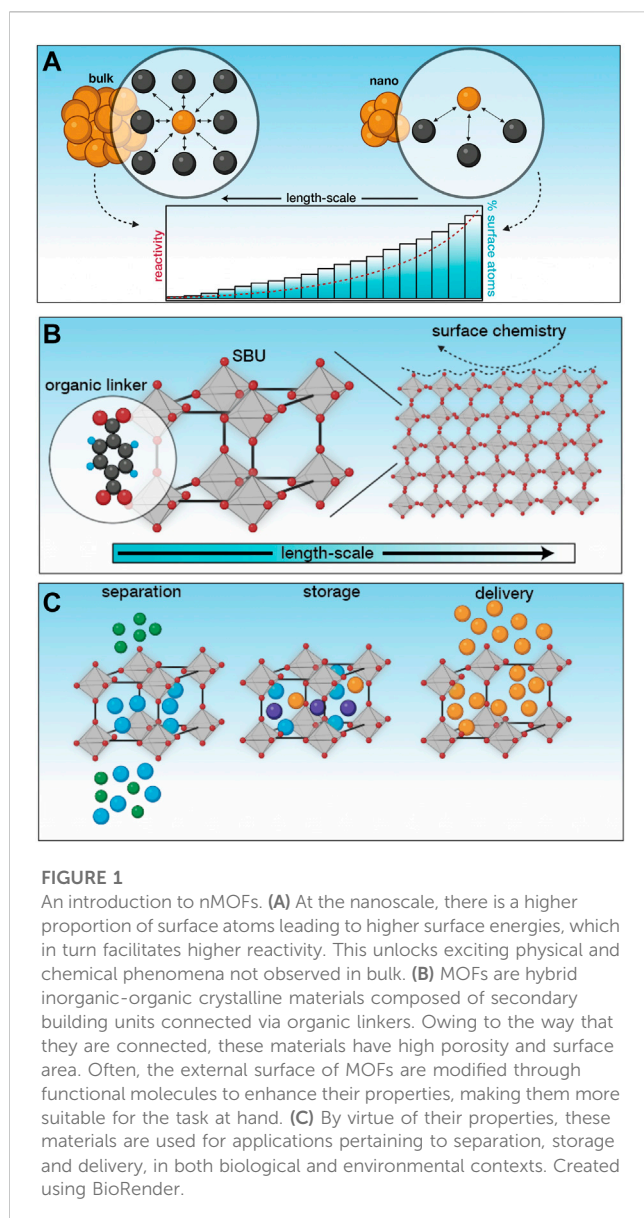 A
bulk
nano
length-scale
reactivity
% surface atoms
B
surface chemistry
SBU
organic linker
length-scale
C
separation
storage
delivery
FIGURE 1
An introduction to nMOFs. (A) At the nanoscale, there is a higher
proportion of surface atoms leading to higher surface energies, which
in turn facilitates higher reactivity. This unlocks exciting physical and
chemical phenomena not observed in bulk. (B) MOFs are hybrid
inorganic-organic crystalline materials composed of secondary
building units connected via organic linkers. Owing to the way that
they are connected, these materials have high porosity and surface
area. Often, the external surface of MOFs are modified through
functional molecules to enhance their properties, making them more
suitable for the task at hand. (C) By virtue of their properties, these
materials are used for applications pertaining to separation, storage
and delivery, in both biological and environmental contexts. Created
using BioRender.